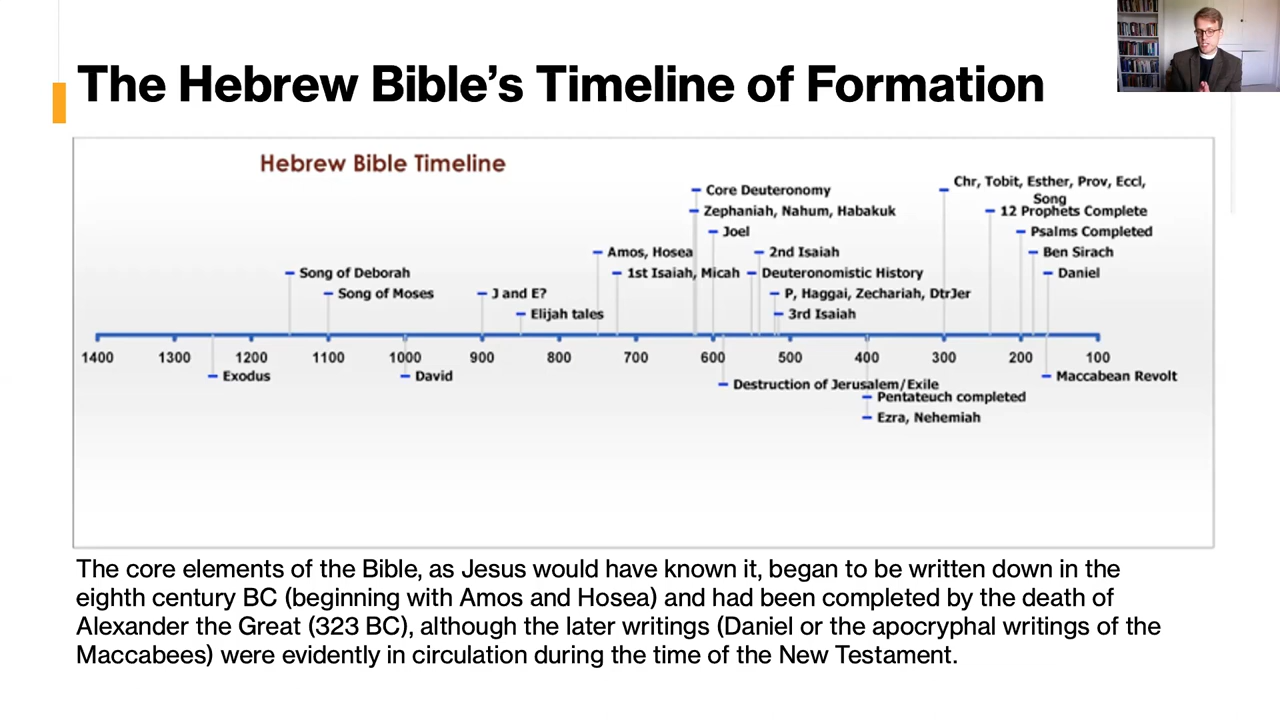 The Hebrew Bible's Timeline of Formation
Hebrew Bible Timeline
Core Deuteronomy
Chr, Tobit, Esther, Prov, Eccl,
Song
Zephaniah, Nahum, Habakuk
12 Prophets Complete
Joel
Psalms Completed
Amos, Hosea
2nd Isaiah
Ben Sirach
Song of Deborah
1st Isaiah, Micah
Deuteronomistic History
Daniel
Song of Moses
J and E?
P, Haggai, Zechariah, DtrJer
Elijah tales
3rd Isaiah
1400 1300 1200 1100 1000 900 800 700 600 500 400 300 200 100
Exodus
David
Maccabean Revolt
Destruction of Jerusalem/Exile
Pentateuch completed
Ezra, Nehemiah
The core elements of the Bible, as Jesus would have known it, began to be written down in the
eighth century BC (beginning with Amos and Hosea) and had been completed by the death of
Alexander the Great (323 BC), although the later writings (Daniel or the apocryphal writings of the
Maccabees) were evidently in circulation during the time of the New Testament.